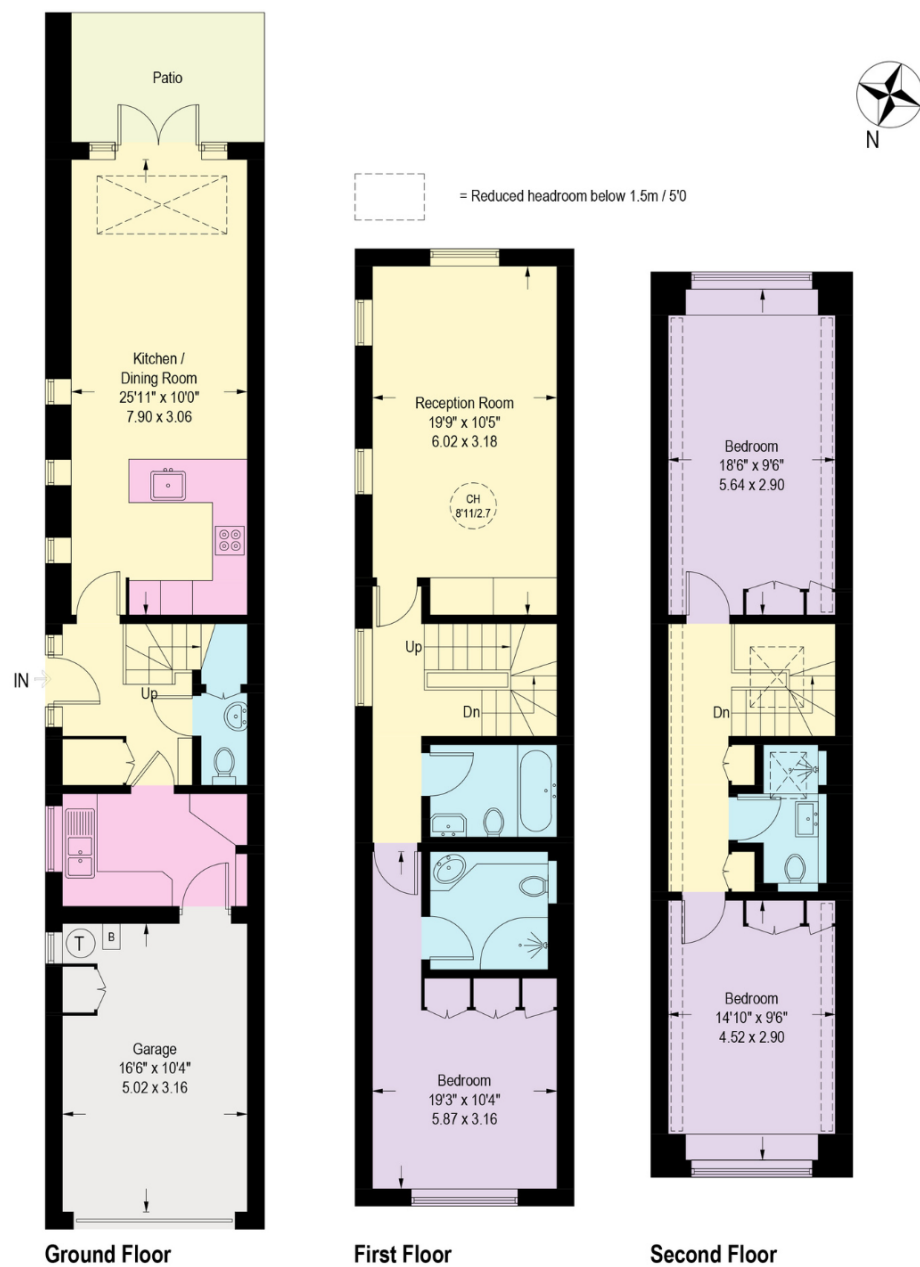 Patio
N
= Reduced headroom below 1.5m / 5'0
Kitchen /
Dining Room
25'11" x 10'0"
7.90 x 3.06
IN
Up
T
B
Garage
16'6" x 10'4"
5.02 x 3.16
Ground Floor
Reception Room
19'9" x 10'5"
6.02 x 3.18
CH
8'11/2.7
Up
Dn
Bedroom
19'3" x 10'4"
5.87 x 3.16
First Floor
Bedroom
18'6" x 9'6"
5.64 x 2.90
Dn
Bedroom
14'10" x 9'6"
4.52 x 2.90
Second Floor